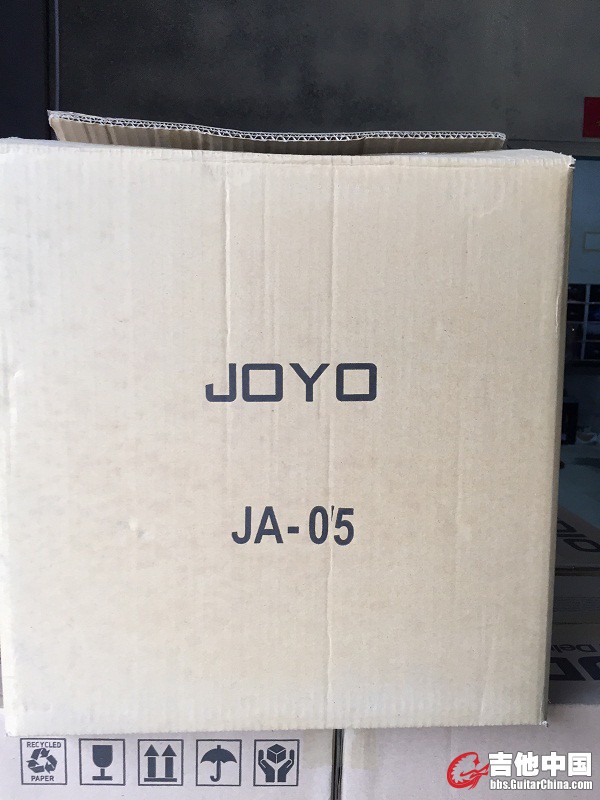 JOYO
JA-05
RECYCLED
PAPER
吉他中国
bbs.GuitarChina.com